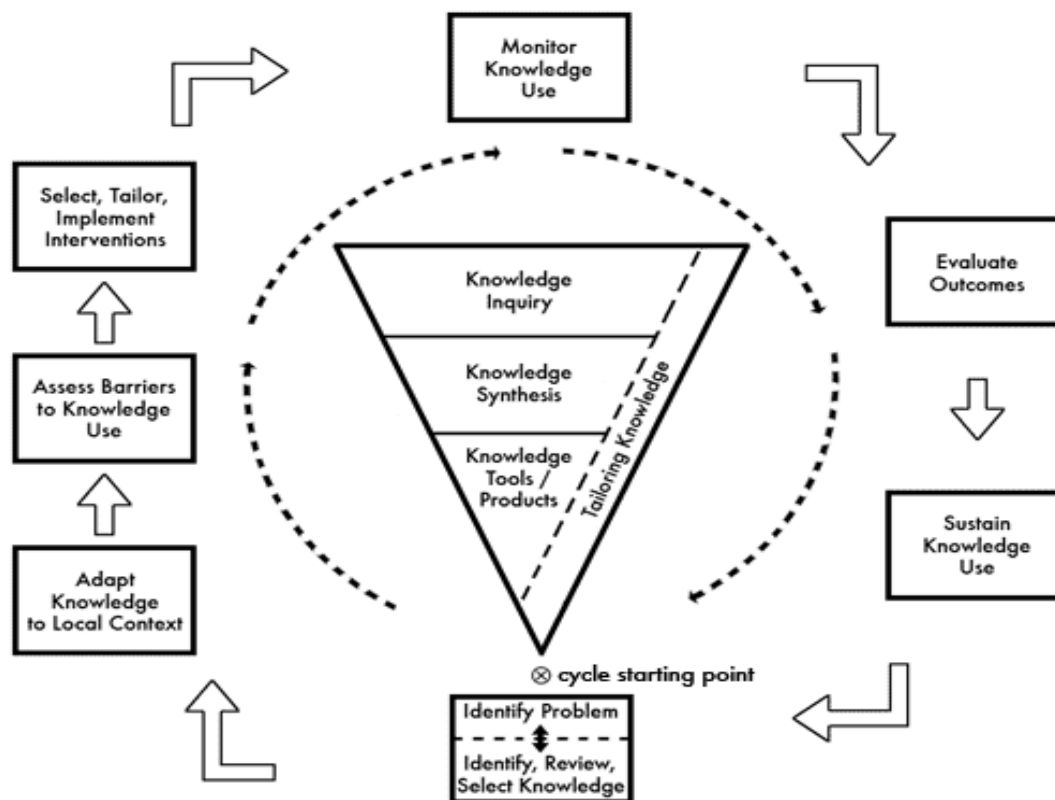 Monitor
Knowledge
Use
Select, Tailor,
Implement
Interventions
Evaluate
Outcomes
Knowledge
Inquiry
Assess Barriers
to Knowledge
Use
Knowledge
Synthesis
Tailoring Knowledge
Knowledge
Tools /
Products
Sustain
Knowledge
Use
Adapt
Knowledge
to Local Context
⊗ cycle starting point
Identify Problem
Identify, Review,
Select Knowledge